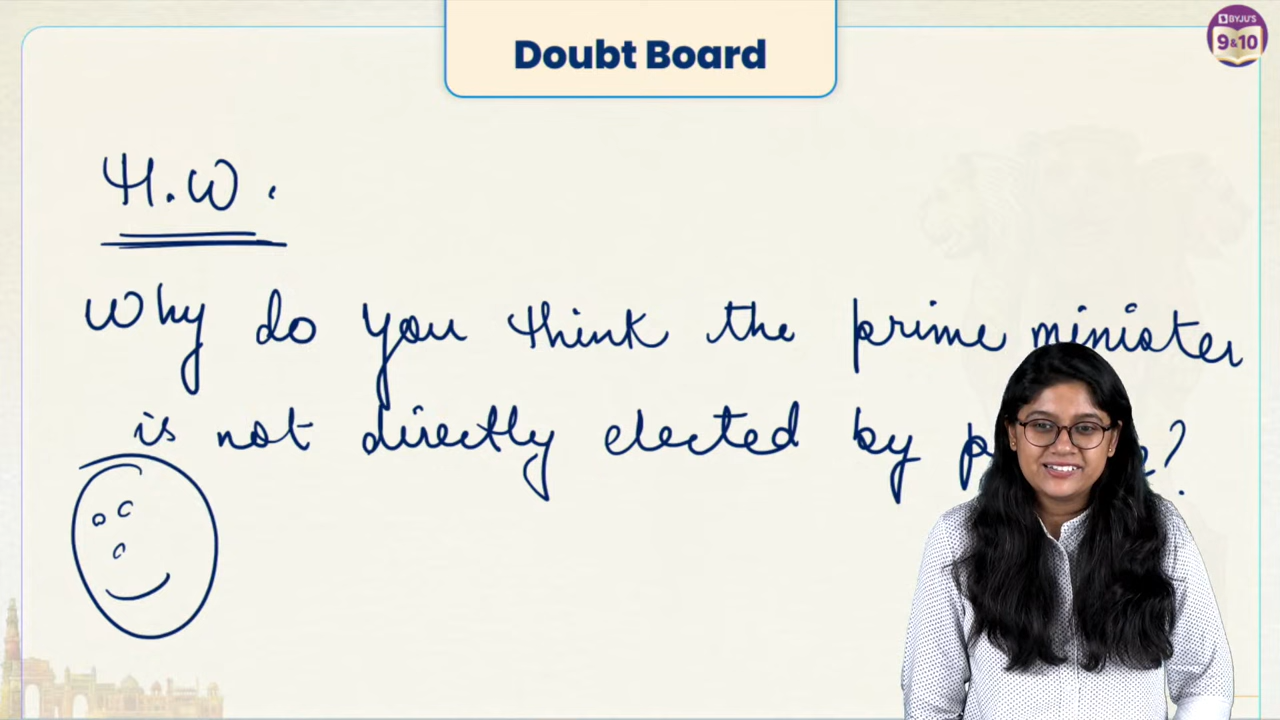 Doubt Board
BYJU'S
9&10
H.W.
Why do you think the prime minister
is not directly elected by ?